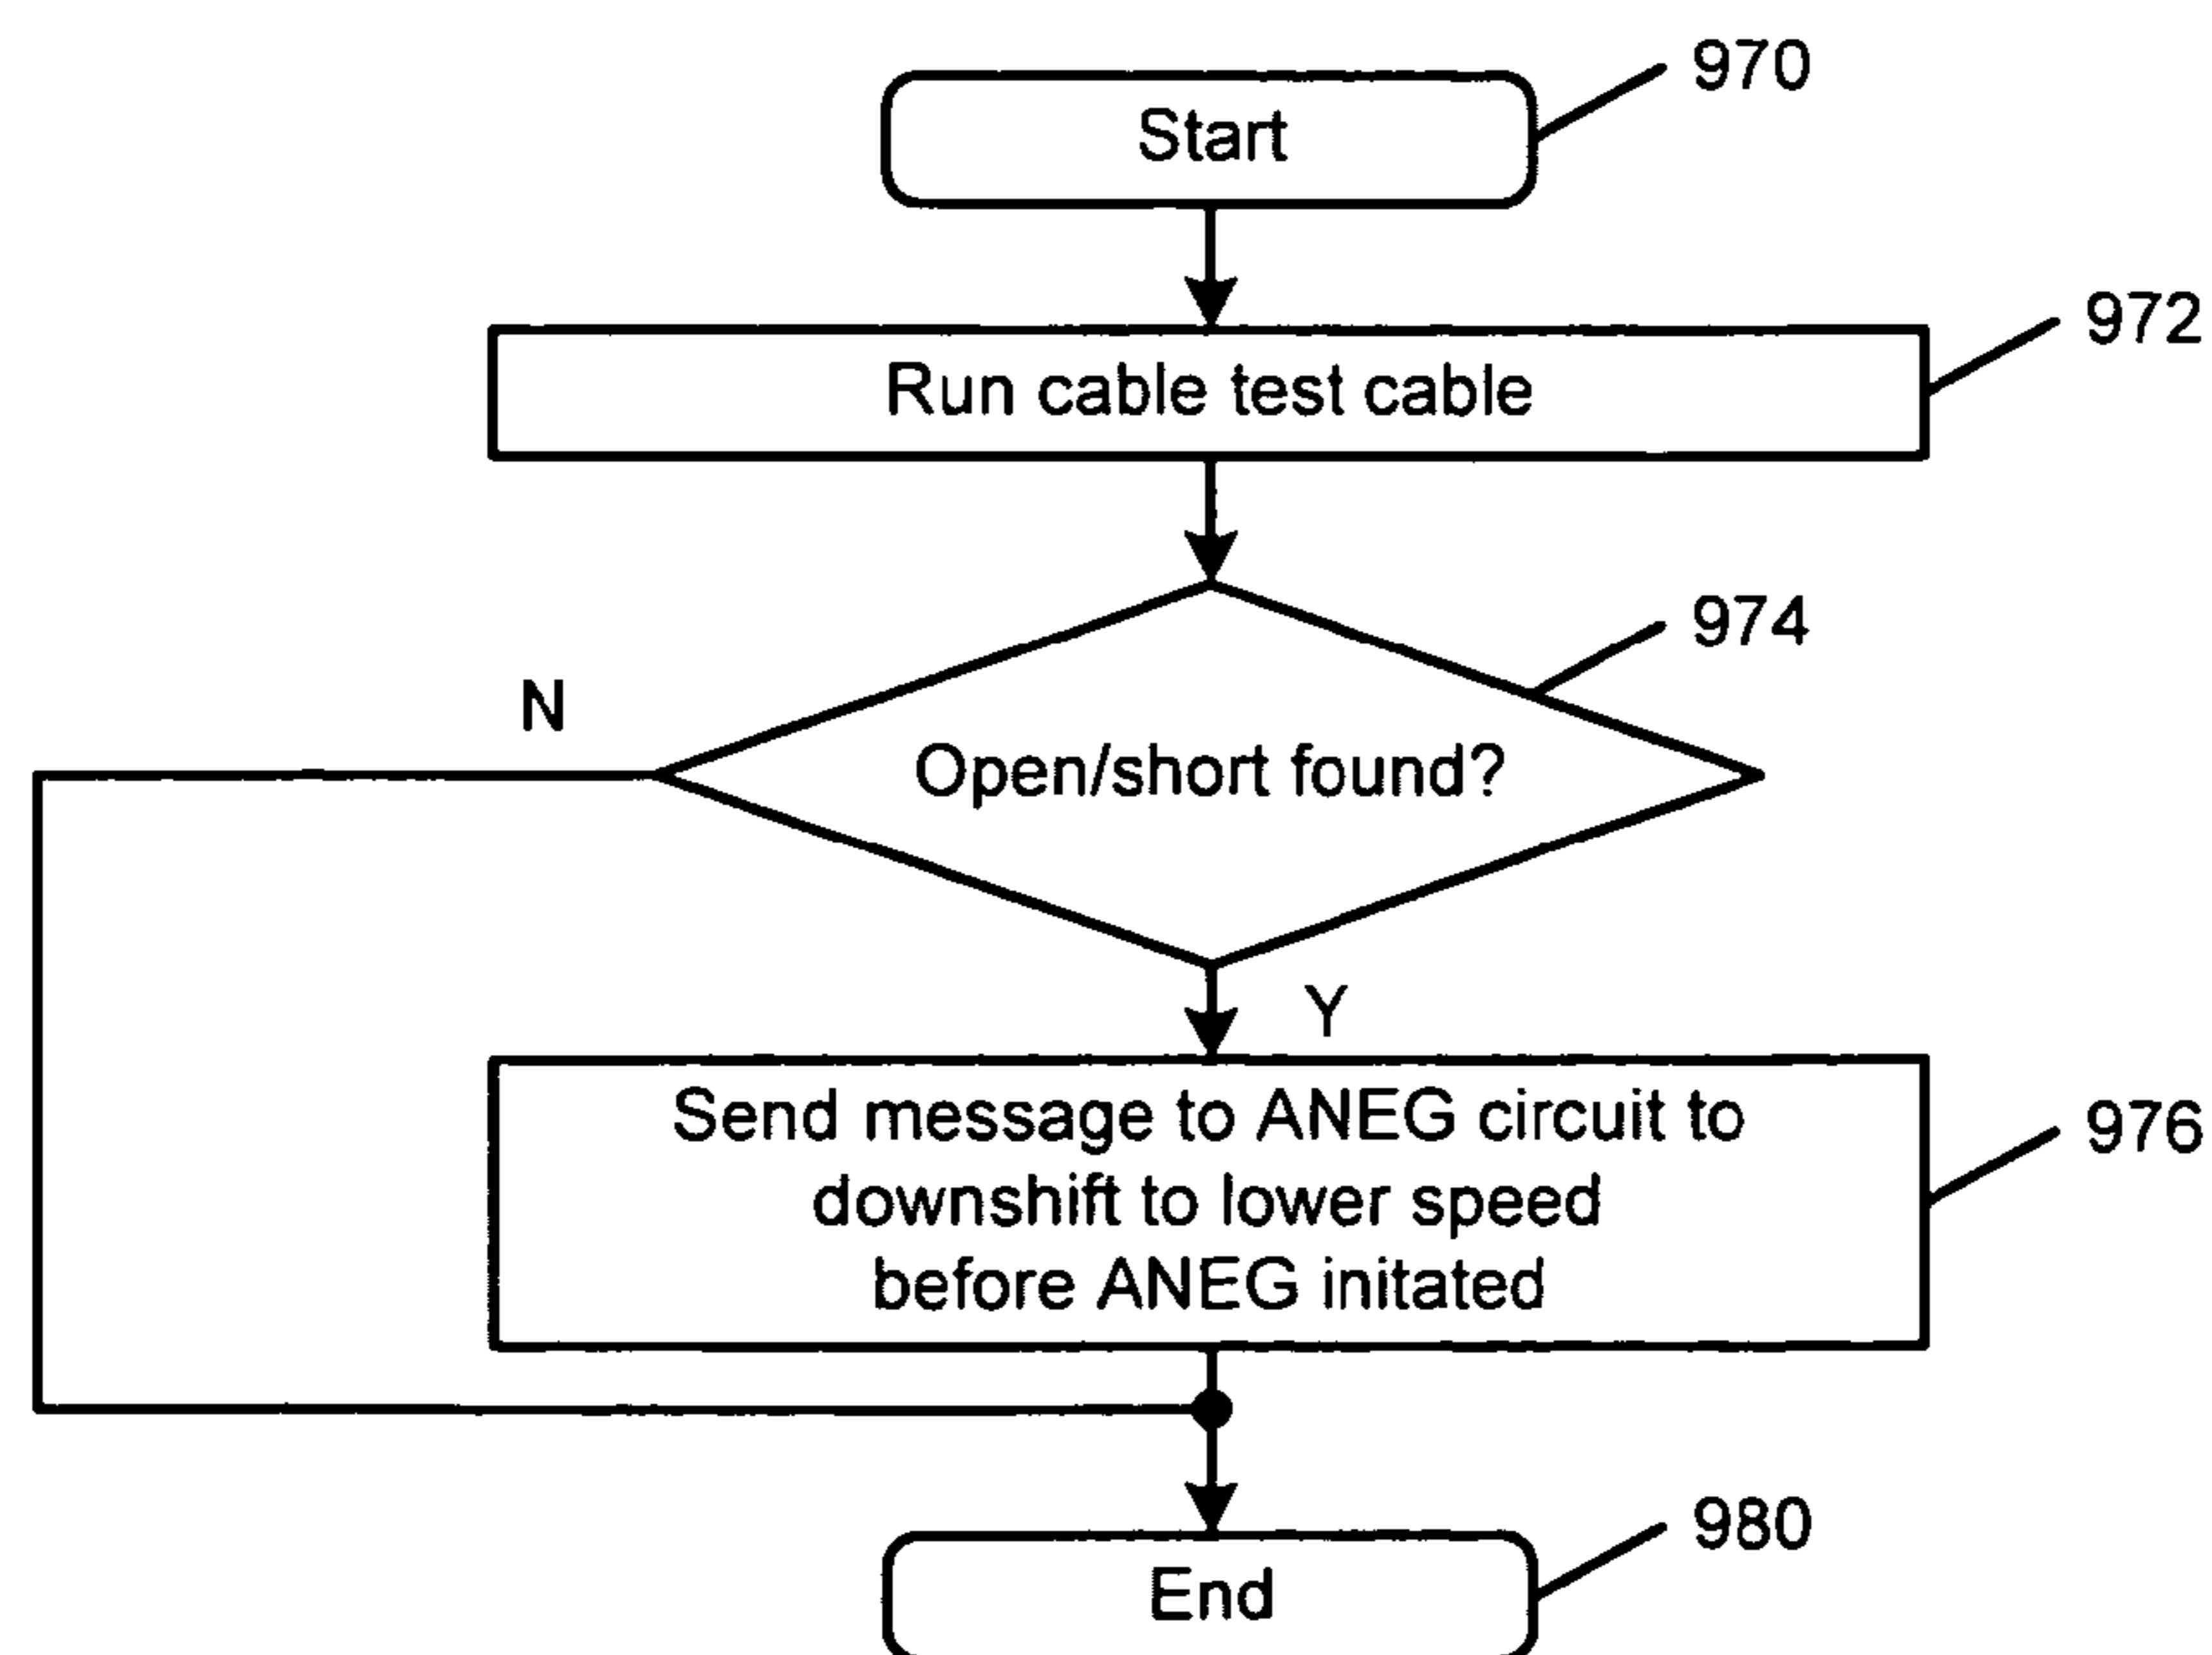 970
Start
972
Run cable test cable
974
N
Open/short found?
Y
Send message to ANEG circuit to
downshift to lower speed
before ANEG initated
976
980
End